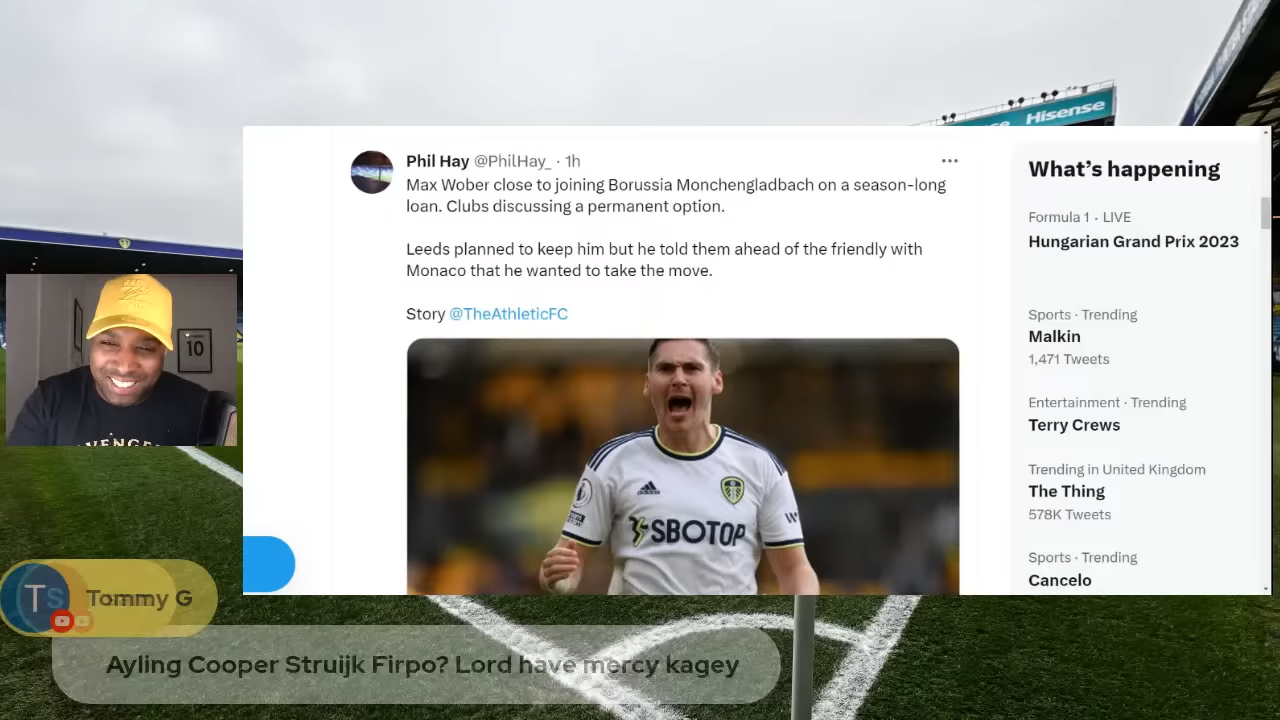 Hisense
Phil Hay @PhilHay_ · 1h
Max Wober close to joining Borussia Monchengladbach on a season-long
loan. Clubs discussing a permanent option.
Leeds planned to keep him but he told them ahead of the friendly with
Monaco that he wanted to take the move.
Story @TheAthleticFC
SBOTOP
What's happening
Formula 1 · LIVE
Hungarian Grand Prix 2023
Sports · Trending
Malkin
1,471 Tweets
Entertainment · Trending
Terry Crews
Trending in United Kingdom
The Thing
578K Tweets
Sports · Trending
Cancelo
10
Tommy G
Ayling Cooper Struijk Firpo? Lord have mercy kagey